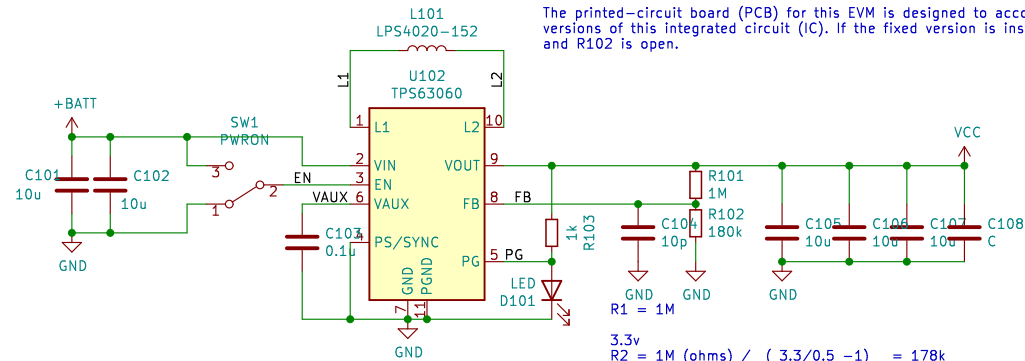 L101
LPS4020-152
The printed-circuit board (PCB) for this EVM is designed to acco
versions of this integrated circuit (IC). If the fixed version is ins
and R102 is open.
L1
L2
U102
TPS63060
+BATT
SW1
PWRON
VCC
1 L1
L2 10
3
2 VIN
VOUT 9
C101
10u
C102
10u
EN
2
3 EN
R101
1M
1
VAUX
6 VAUX
FB 8
FB
R102
180k
C103
0.1u
4 PS/SYNC
1k
R103
C104
10p
C105
10u
C106
10u
C107
10u
C108
C
PG 5
PG
GND
GND
7
PGND
11
LED
D101
GND
GND
GND
GND
R1 = 1M
3.3v
R2 = 1M (ohms) / ( 3.3/0.5 -1) = 178k